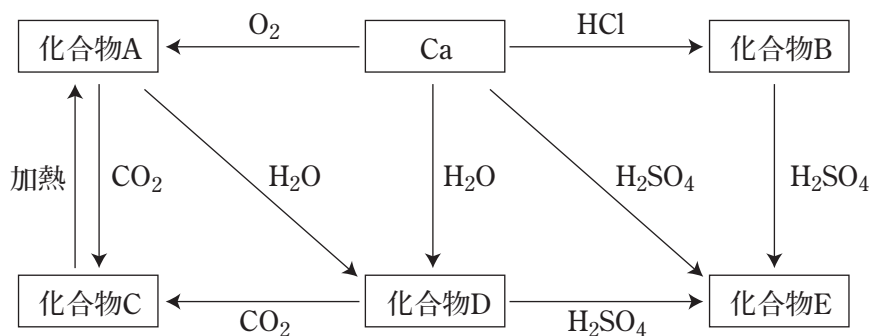 O₂
HCl
化合物A
Ca
化合物B
加熱
CO₂
H₂O
H₂O
H₂SO₄
H₂SO₄
化合物C
化合物D
化合物E
CO₂
H₂SO₄